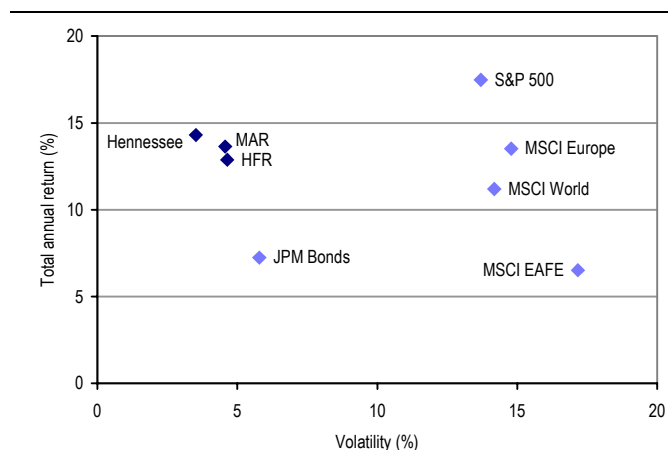 20
15
10
5
0
Total annual return (%)
S&P 500
Hennessee
MAR
HFR
MSCI Europe
MSCI World
JPM Bonds
MSCI EAFE
0 5 10 15 20
Volatility (%)